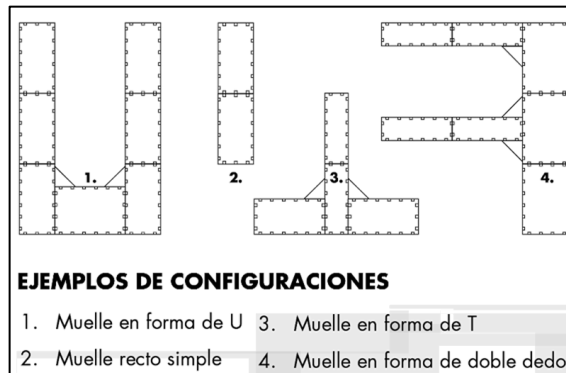 1.
2.
3.
4.
EJEMPLOS DE CONFIGURACIONES
1. Muelle en forma de U
2. Muelle recto simple
3. Muelle en forma de T
4. Muelle en forma de doble dedo